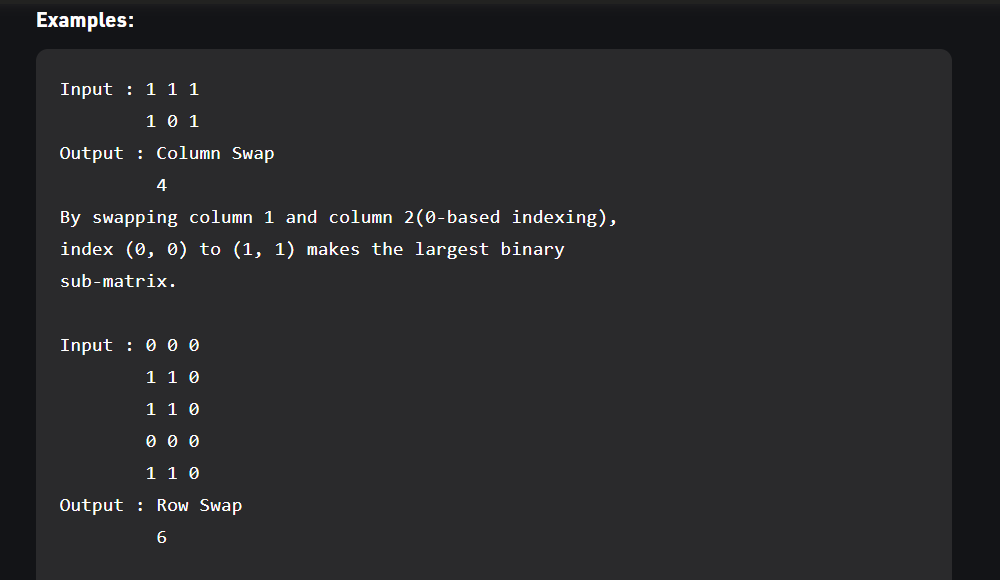 Examples:
Input : 1 1 1
        1 0 1
Output : Column Swap
         4
By swapping column 1 and column 2(0-based indexing),
index (0, 0) to (1, 1) makes the largest binary
sub-matrix.
Input : 0 0 0
        1 1 0
        1 1 0
        0 0 0
        1 1 0
Output : Row Swap
         6